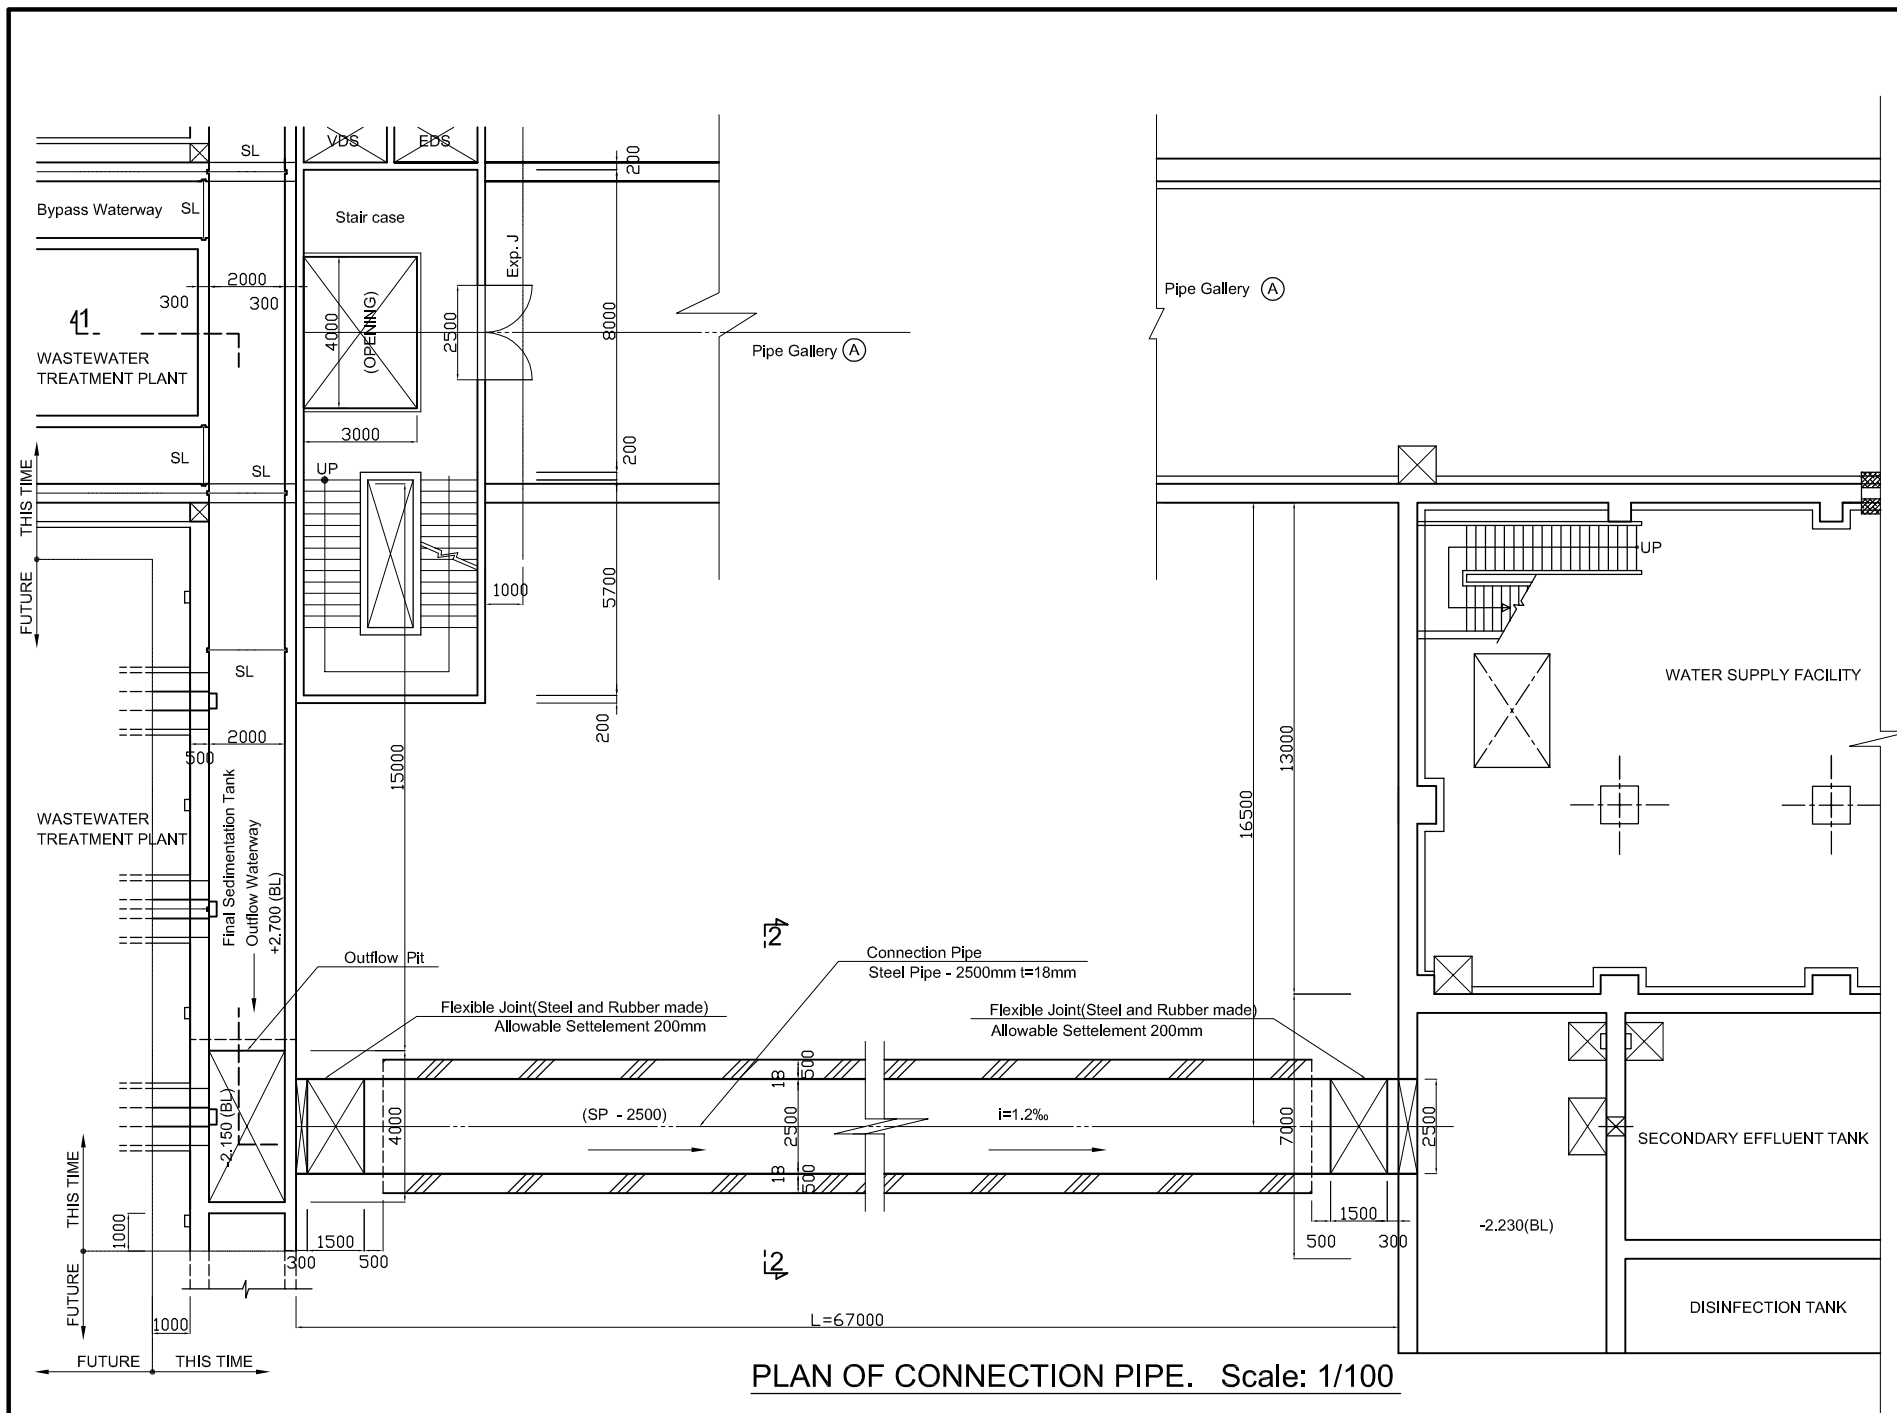 VDS
EDS
SL
200
Bypass Waterway
SL
Stair case
Exp. J
2000
300
300
4000
(OPENING)
2500
8000
Pipe Gallery A
Pipe Gallery A
41
WASTEWATER
TREATMENT PLANT
3000
200
SL
SL
UP
THIS TIME
FUTURE
1000
5700
UP
SL
WATER SUPPLY FACILITY
200
2000
500
15000
13000
16500
WASTEWATER
TREATMENT PLANT
Final Sedimentation Tank
Outflow Waterway
+2.700 (BL)
2
Outflow Pit
Connection Pipe
Steel Pipe - 2500mm t=18mm
Flexible Joint(Steel and Rubber made)
Allowable Settelement 200mm
Flexible Joint(Steel and Rubber made)
Allowable Settelement 200mm
500
18
-2.150 (BL)
4000
(SP - 2500)
2500
i=1.2‰
7000
2500
SECONDARY EFFLUENT TANK
18
500
THIS TIME
FUTURE
1000
1500
300
500
1500
500
300
-2.230(BL)
2
1000
L=67000
DISINFECTION TANK
FUTURE
THIS TIME
PLAN OF CONNECTION PIPE. Scale: 1/100